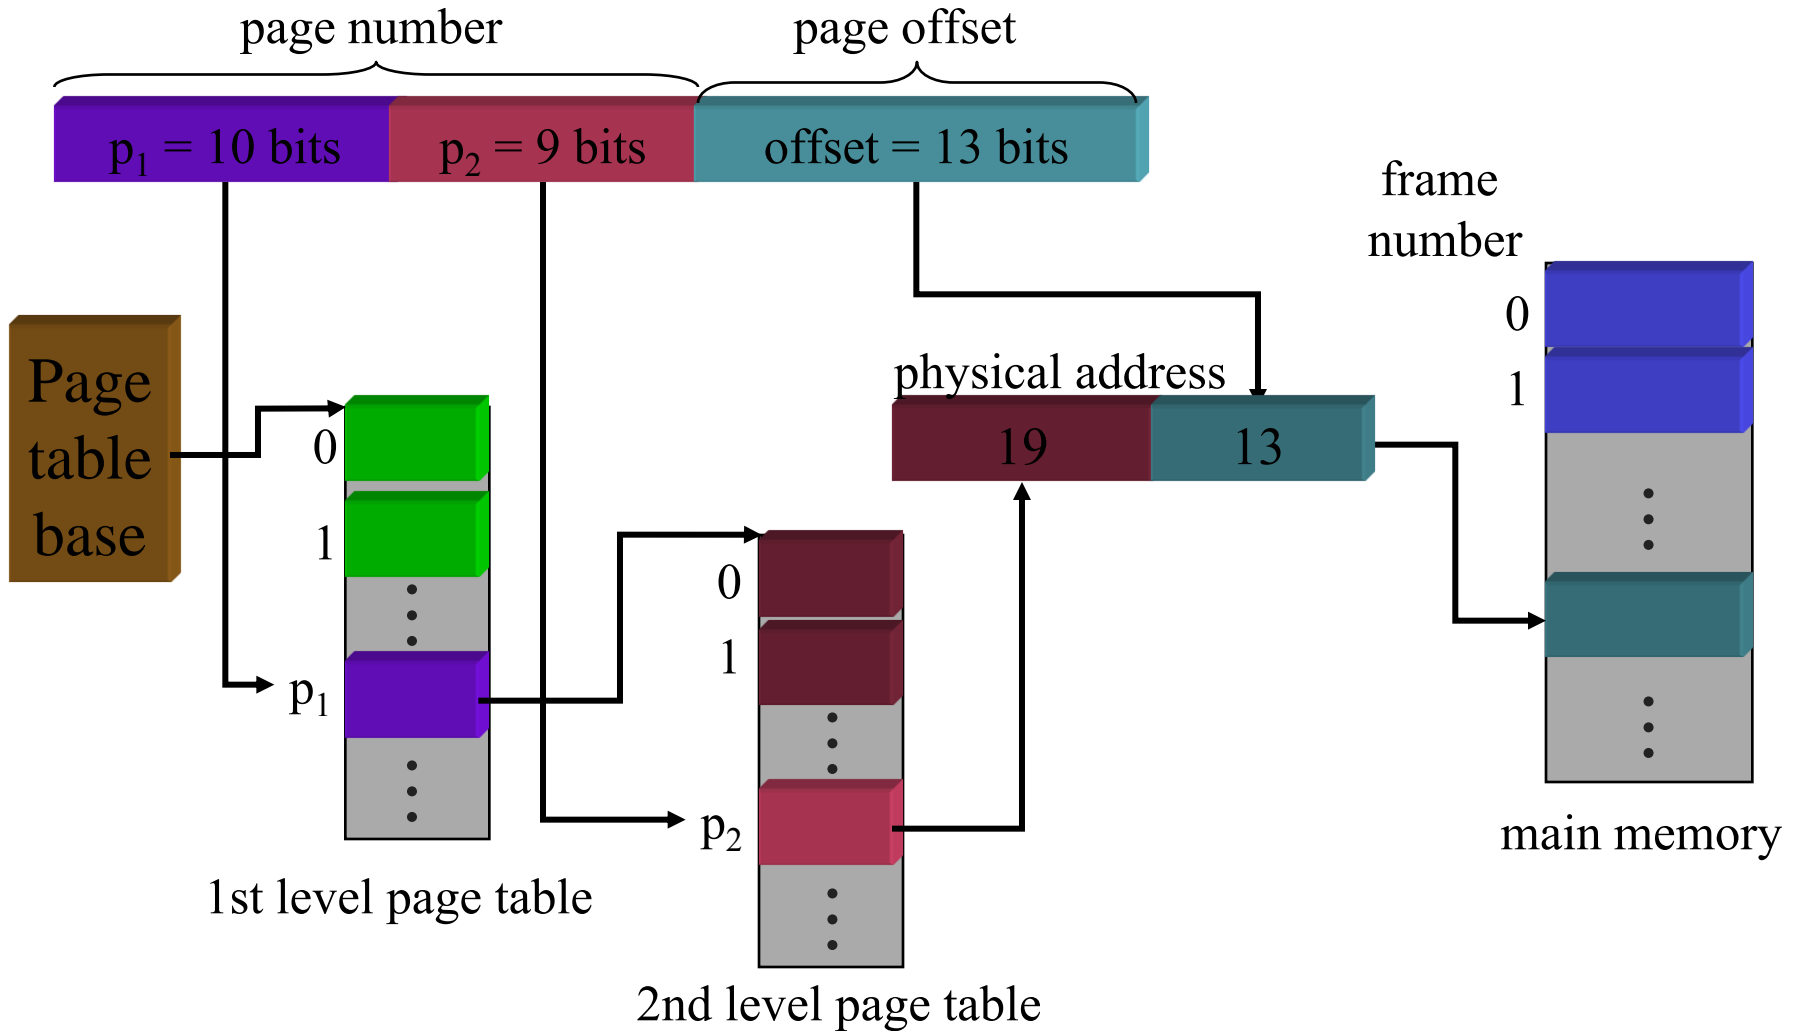 page number
page offset
p₁ = 10 bits
p₂ = 9 bits
offset = 13 bits
frame
number
0
1
Page
table
base
physical address
19
13
0
1
p₁
0
1
p₂
main memory
1st level page table
2nd level page table